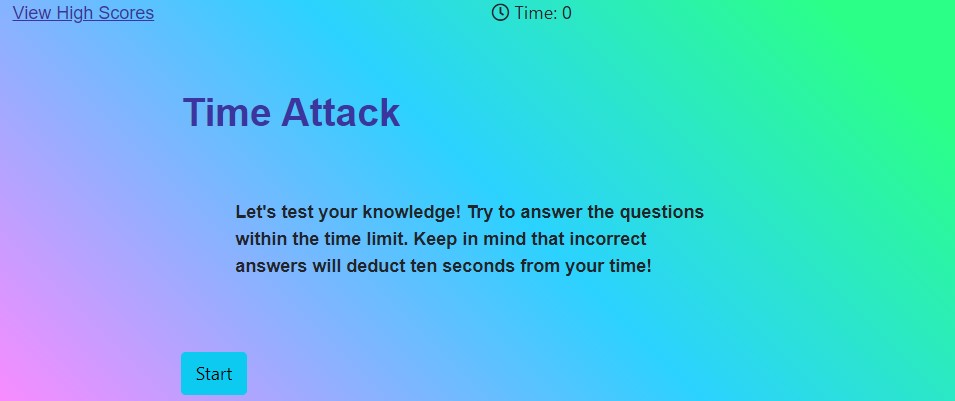 View High Scores
Time: 0
Time Attack
Let's test your knowledge! Try to answer the questions
within the time limit. Keep in mind that incorrect
answers will deduct ten seconds from your time!
Start